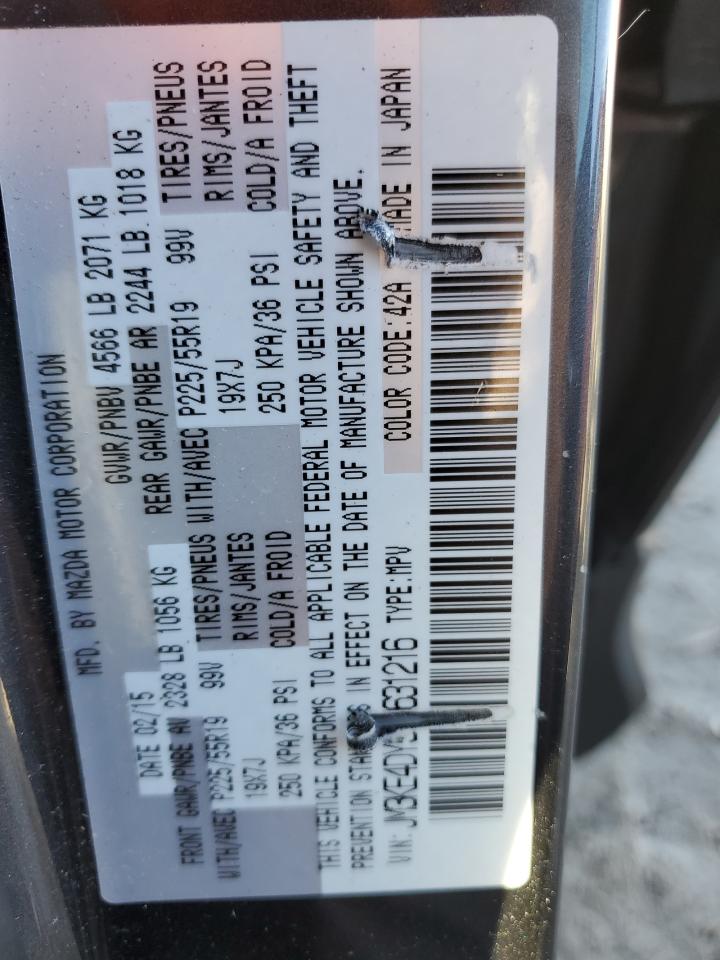 MFD. BY MAZDA MOTOR CORPORATION
DATE 02/15 GVWR/PNBV 4566 LB 2071 KG
FRONT GAWR/PNBE AV 2328 LB 1056 KG REAR GAWR/PNBE AR 2244 LB 1018 KG
WITH/AVEC P225/55R19 99V TIRES/PNEUS WITH/AVEC P225/55R19 99V TIRES/PNEUS
19X7J RIMS/JANTES 19X7J RIMS/JANTES
250 KPA/36 PSI COLD/A FROID 250 KPA/36 PSI COLD/A FROID
THIS VEHICLE CONFORMS TO ALL APPLICABLE FEDERAL MOTOR VEHICLE SAFETY AND THEFT
PREVENTION IN EFFECT ON THE DATE OF MANUFACTURE SHOWN ABOVE.
VIN: TYPE:MPV COLOR CODE:42A MADE IN JAPAN